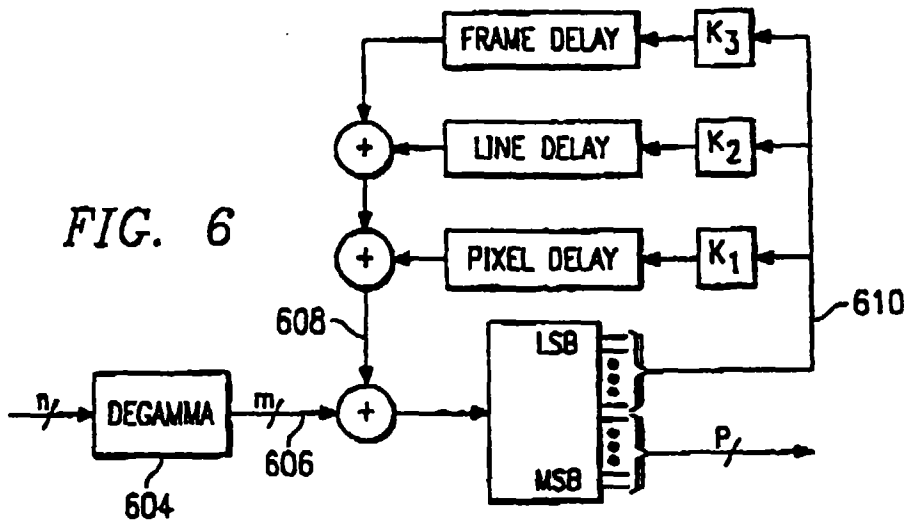 FRAME DELAY
K3
+
LINE DELAY
K2
FIG. 6
+
PIXEL DELAY
K1
610
608
LSB
n
DEGAMMA
m
+
606
P
MSB
604